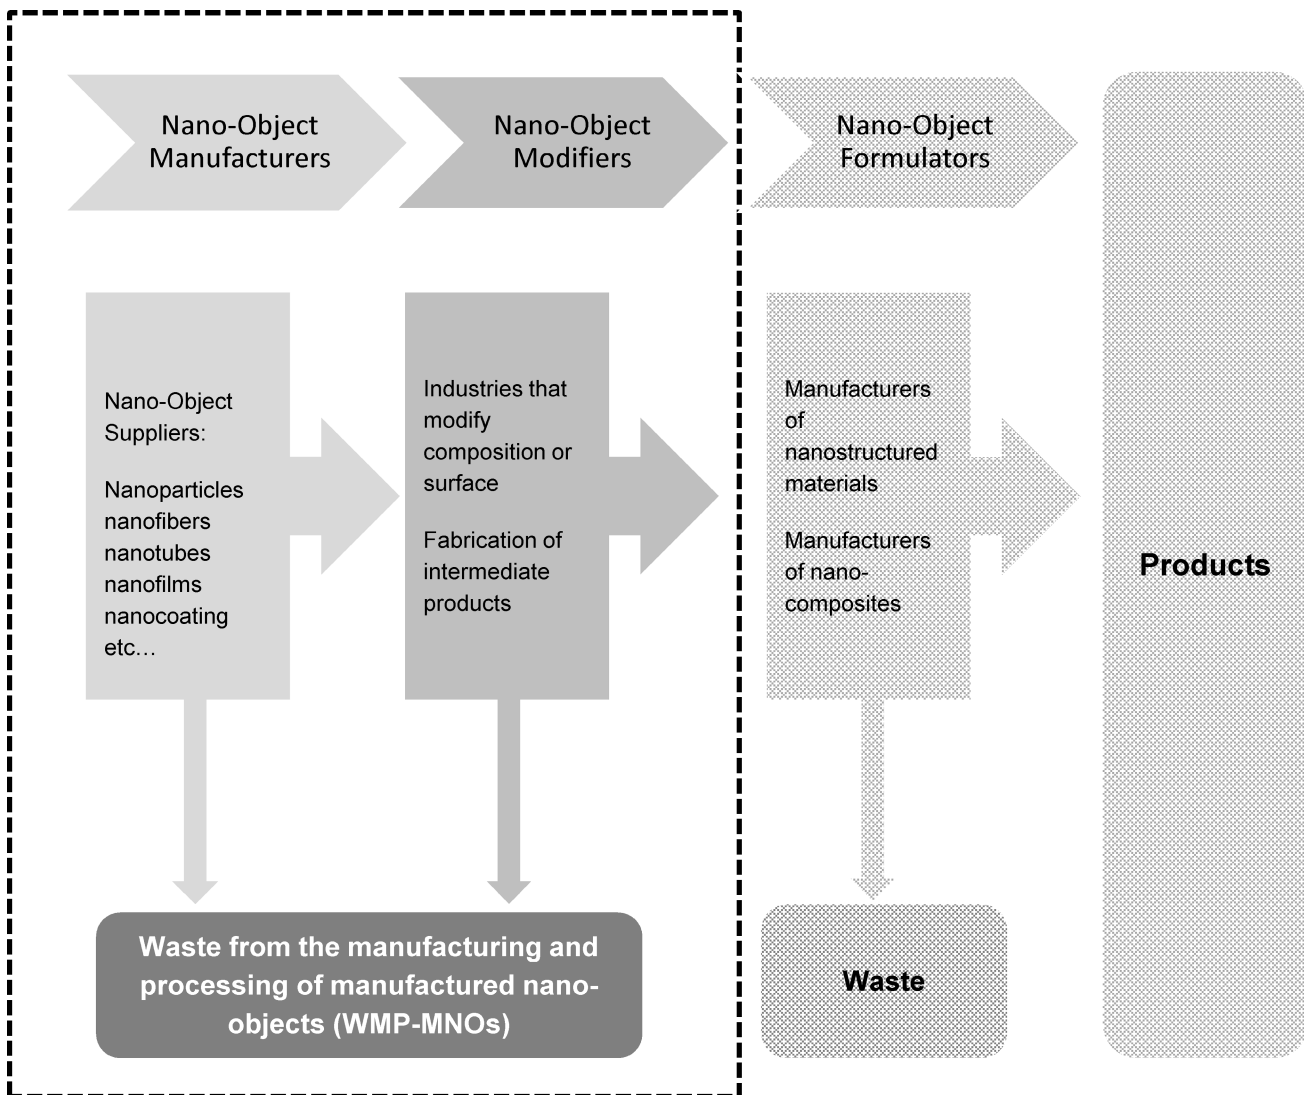 Nano-Object
Manufacturers
Nano-Object
Modifiers
Nano-Object
Formulators
Nano-Object
Suppliers:
Nanoparticles
nanofibers
nanotubes
nanofilms
nanocoating
etc…
Industries that
modify
composition or
surface
Fabrication of
intermediate
products
Manufacturers
of
nanostructured
materials
Manufacturers
of nano-
composites
Products
Waste from the manufacturing and
processing of manufactured nano-
objects (WMP-MNOs)
Waste